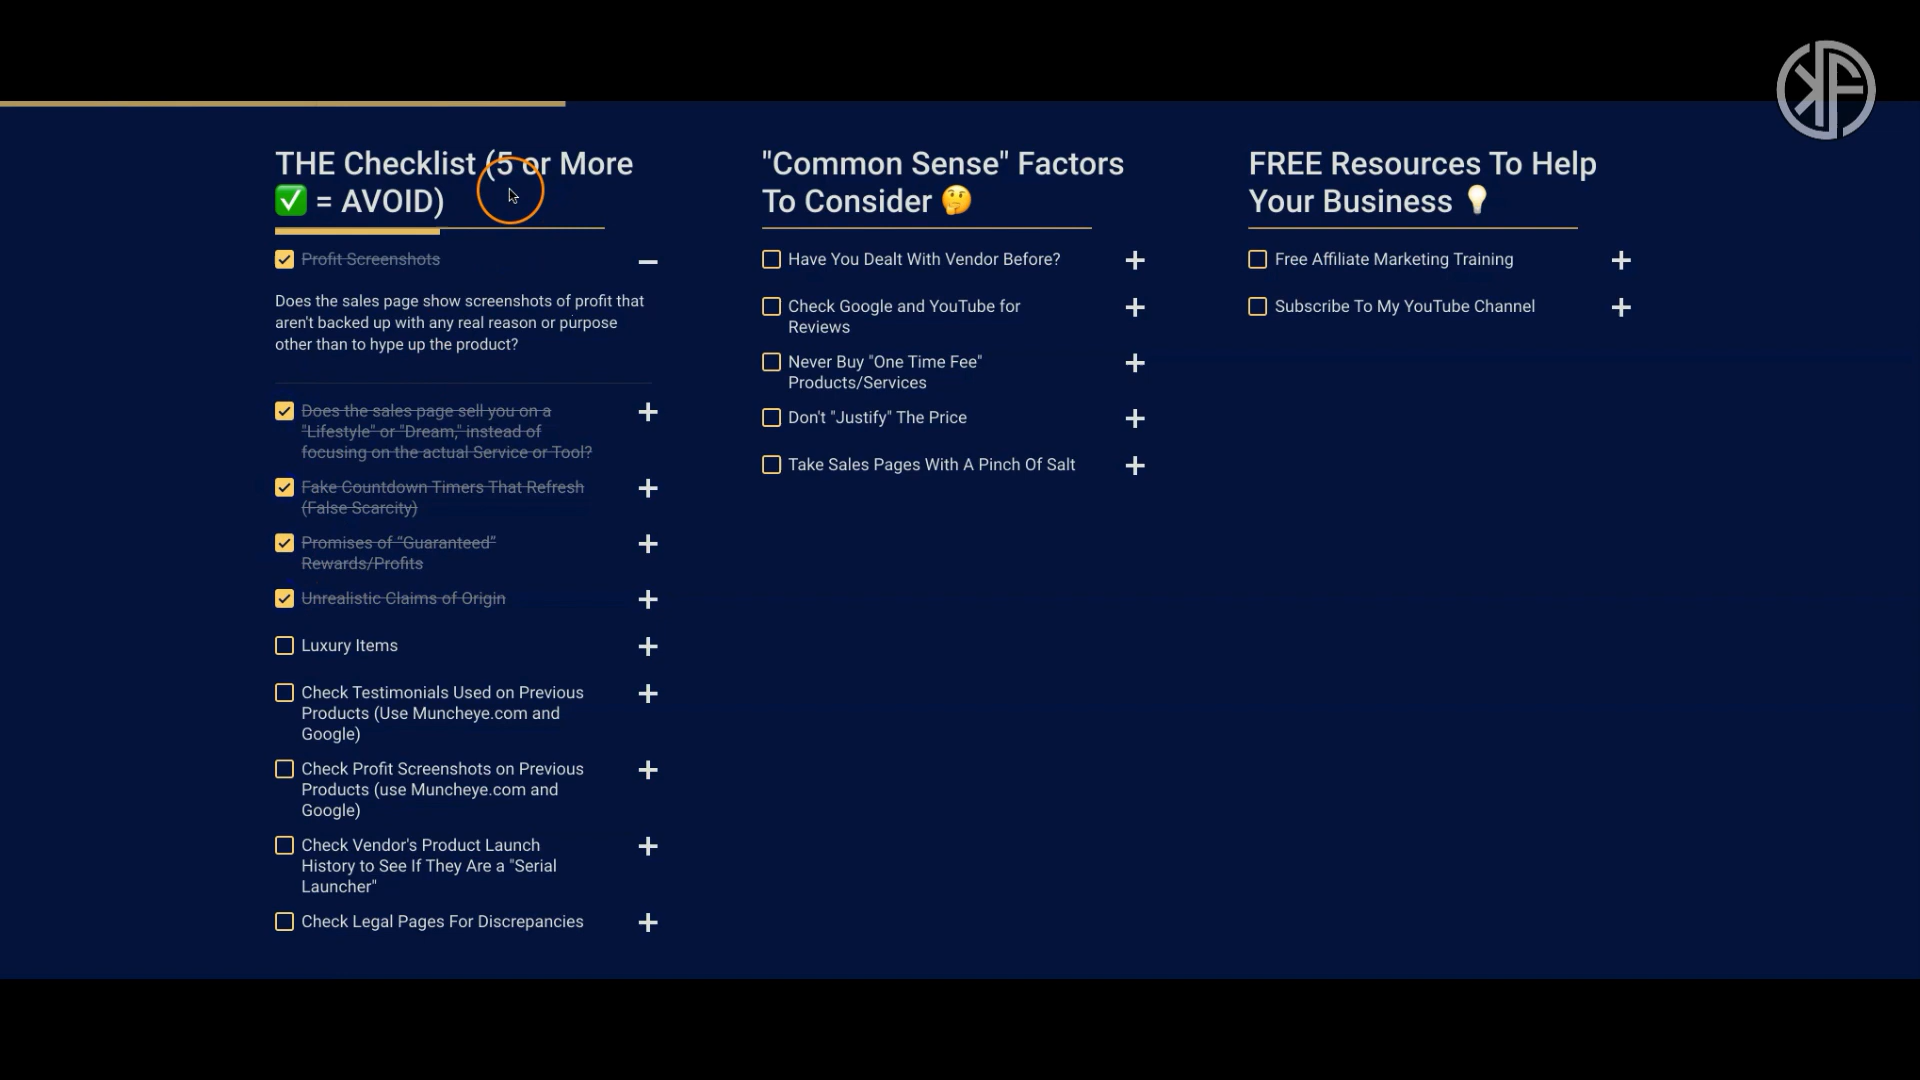 THE Checklist (5 or More
✅ = AVOID)
Profit Screenshots
Does the sales page show screenshots of profit that
aren't backed up with any real reason or purpose
other than to hype up the product?
Does the sales page sell you on a
"Lifestyle" or "Dream," instead of
focusing on the actual Service or Tool?
Fake Countdown Timers That Refresh
(False Scarcity)
Promises of “Guaranteed”
Rewards/Profits
Unrealistic Claims of Origin
Luxury Items
Check Testimonials Used on Previous
Products (Use Muncheye.com and
Google)
Check Profit Screenshots on Previous
Products (use Muncheye.com and
Google)
Check Vendor's Product Launch
History to See If They Are a "Serial
Launcher"
Check Legal Pages For Discrepancies
"Common Sense" Factors
To Consider 🤔
Have You Dealt With Vendor Before?
Check Google and YouTube for
Reviews
Never Buy "One Time Fee"
Products/Services
Don't "Justify" The Price
Take Sales Pages With A Pinch Of Salt
FREE Resources To Help
Your Business 💡
Free Affiliate Marketing Training
Subscribe To My YouTube Channel
KF